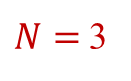 N = 3